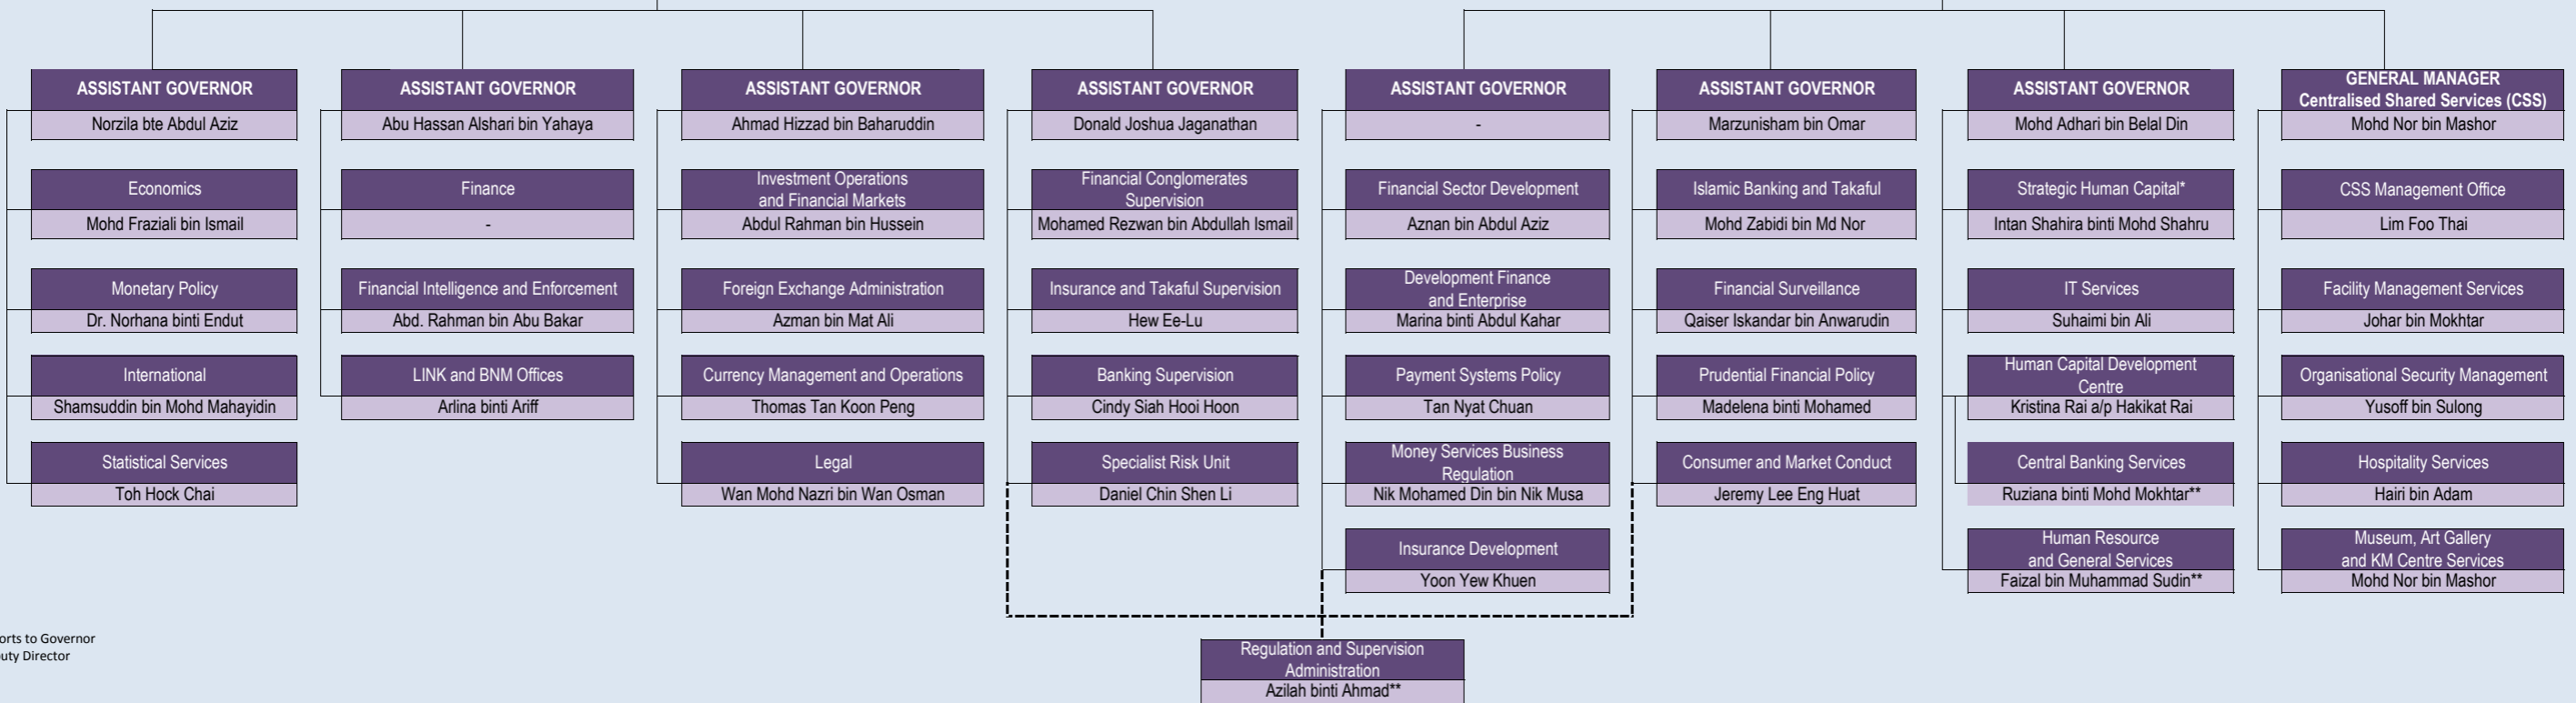 ASSISTANT GOVERNOR
Norzila bte Abdul Aziz
Economics
Mohd Fraziali bin Ismail
Monetary Policy
Dr. Norhana binti Endut
International
Shamsuddin bin Mohd Mahayidin
Statistical Services
Toh Hock Chai
ASSISTANT GOVERNOR
Abu Hassan Alshari bin Yahaya
Finance
-
Financial Intelligence and Enforcement
Abd. Rahman bin Abu Bakar
LINK and BNM Offices
Arlina binti Ariff
ASSISTANT GOVERNOR
Ahmad Hizzad bin Baharuddin
Investment Operations
and Financial Markets
Abdul Rahman bin Hussein
Foreign Exchange Administration
Azman bin Mat Ali
Currency Management and Operations
Thomas Tan Koon Peng
Legal
Wan Mohd Nazri bin Wan Osman
ASSISTANT GOVERNOR
Donald Joshua Jaganathan
Financial Conglomerates
Supervision
Mohamed Rezwan bin Abdullah Ismail
Insurance and Takaful Supervision
Hew Ee-Lu
Banking Supervision
Cindy Siah Hooi Hoon
Specialist Risk Unit
Daniel Chin Shen Li
ASSISTANT GOVERNOR
-
Financial Sector Development
Aznan bin Abdul Aziz
Development Finance
and Enterprise
Marina binti Abdul Kahar
Payment Systems Policy
Tan Nyat Chuan
Money Services Business
Regulation
Nik Mohamed Din bin Nik Musa
Insurance Development
Yoon Yew Khuen
ASSISTANT GOVERNOR
Marzunisham bin Omar
Islamic Banking and Takaful
Mohd Zabidi bin Md Nor
Financial Surveillance
Qaiser Iskandar bin Anwarudin
Prudential Financial Policy
Madelena binti Mohamed
Consumer and Market Conduct
Jeremy Lee Eng Huat
ASSISTANT GOVERNOR
Mohd Adhari bin Belal Din
Strategic Human Capital*
Intan Shahira binti Mohd Shahru
IT Services
Suhaimi bin Ali
Human Capital Development
Centre
Kristina Rai a/p Hakikat Rai
Central Banking Services
Ruziana binti Mohd Mokhtar**
Human Resource
and General Services
Faizal bin Muhammad Sudin**
GENERAL MANAGER
Centralised Shared Services (CSS)
Mohd Nor bin Mashor
CSS Management Office
Lim Foo Thai
Facility Management Services
Johar bin Mokhtar
Organisational Security Management
Yusoff bin Sulong
Hospitality Services
Hairi bin Adam
Museum, Art Gallery
and KM Centre Services
Mohd Nor bin Mashor
Regulation and Supervision
Administration
Azilah binti Ahmad**
orts to Governor
uty Director